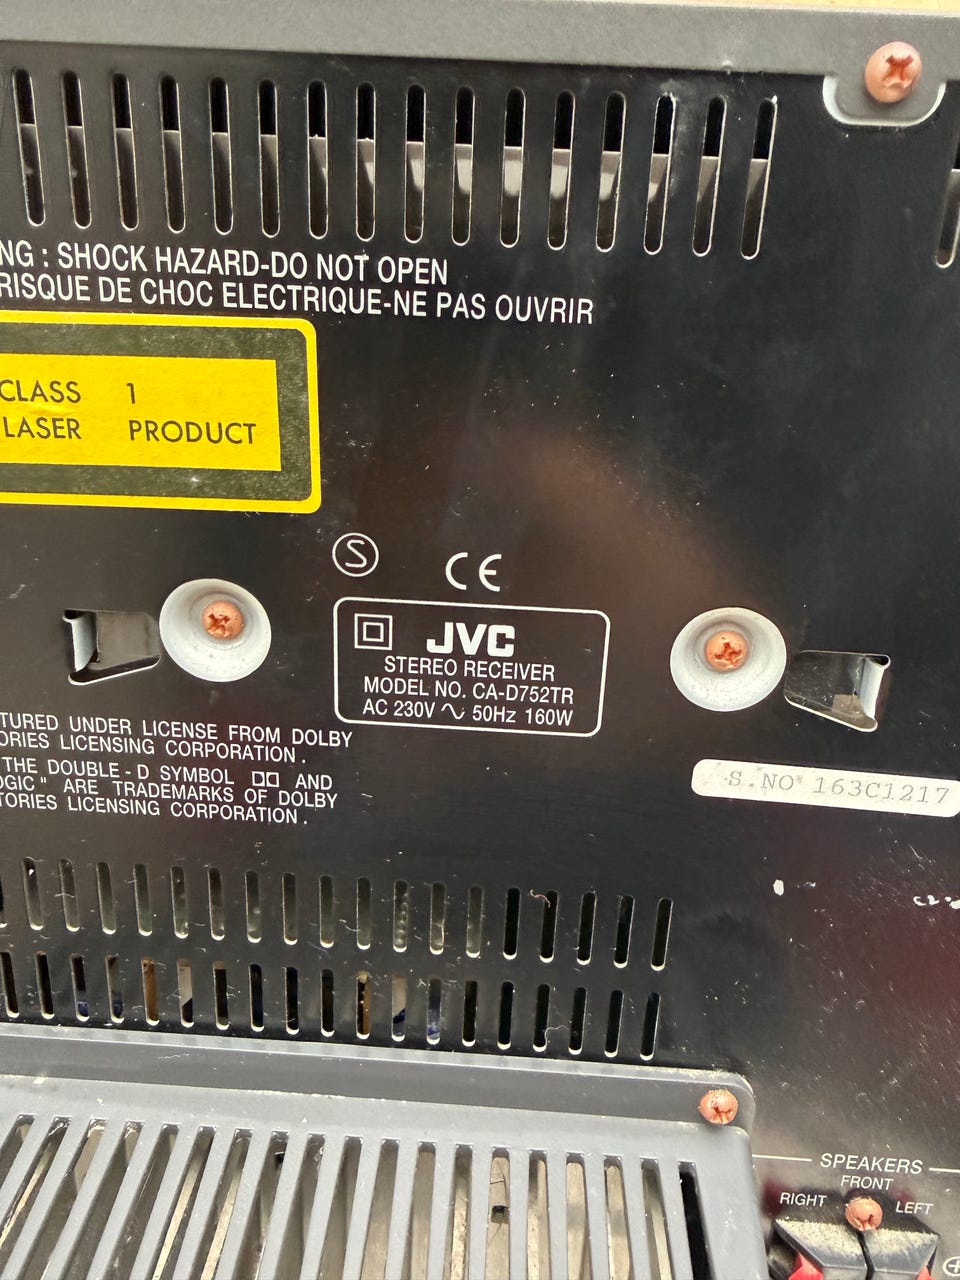 NG : SHOCK HAZARD-DO NOT OPEN
RISQUE DE CHOC ELECTRIQUE-NE PAS OUVRIR
CLASS 1
LASER PRODUCT
S
CE
JVC
STEREO RECEIVER
MODEL NO. CA-D752TR
AC 230V ∿ 50Hz 160W
TURED UNDER LICENSE FROM DOLBY
ORIES LICENSING CORPORATION.
THE DOUBLE-D SYMBOL AND
OGIC" ARE TRADEMARKS OF DOLBY
TORIES LICENSING CORPORATION.
S.NO 163C1217
SPEAKERS
FRONT
RIGHT LEFT
+